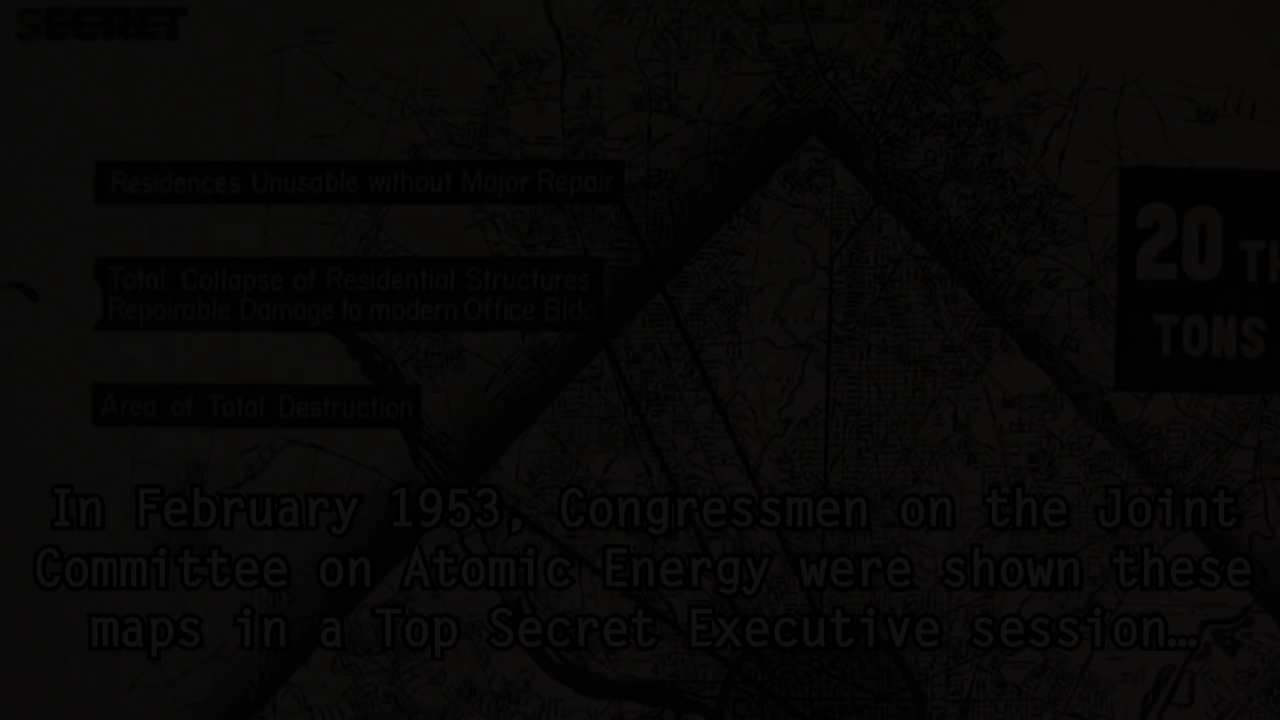 SECRET
Residences Unusable without Major Repair
Total Collapse of Residential Structures
Repairable Damage to modern Office Bldg
Area of Total Destruction
20
TONS
In February 1953, Congressmen on the Joint
Committee on Atomic Energy were shown these
maps in a Top Secret Executive session…